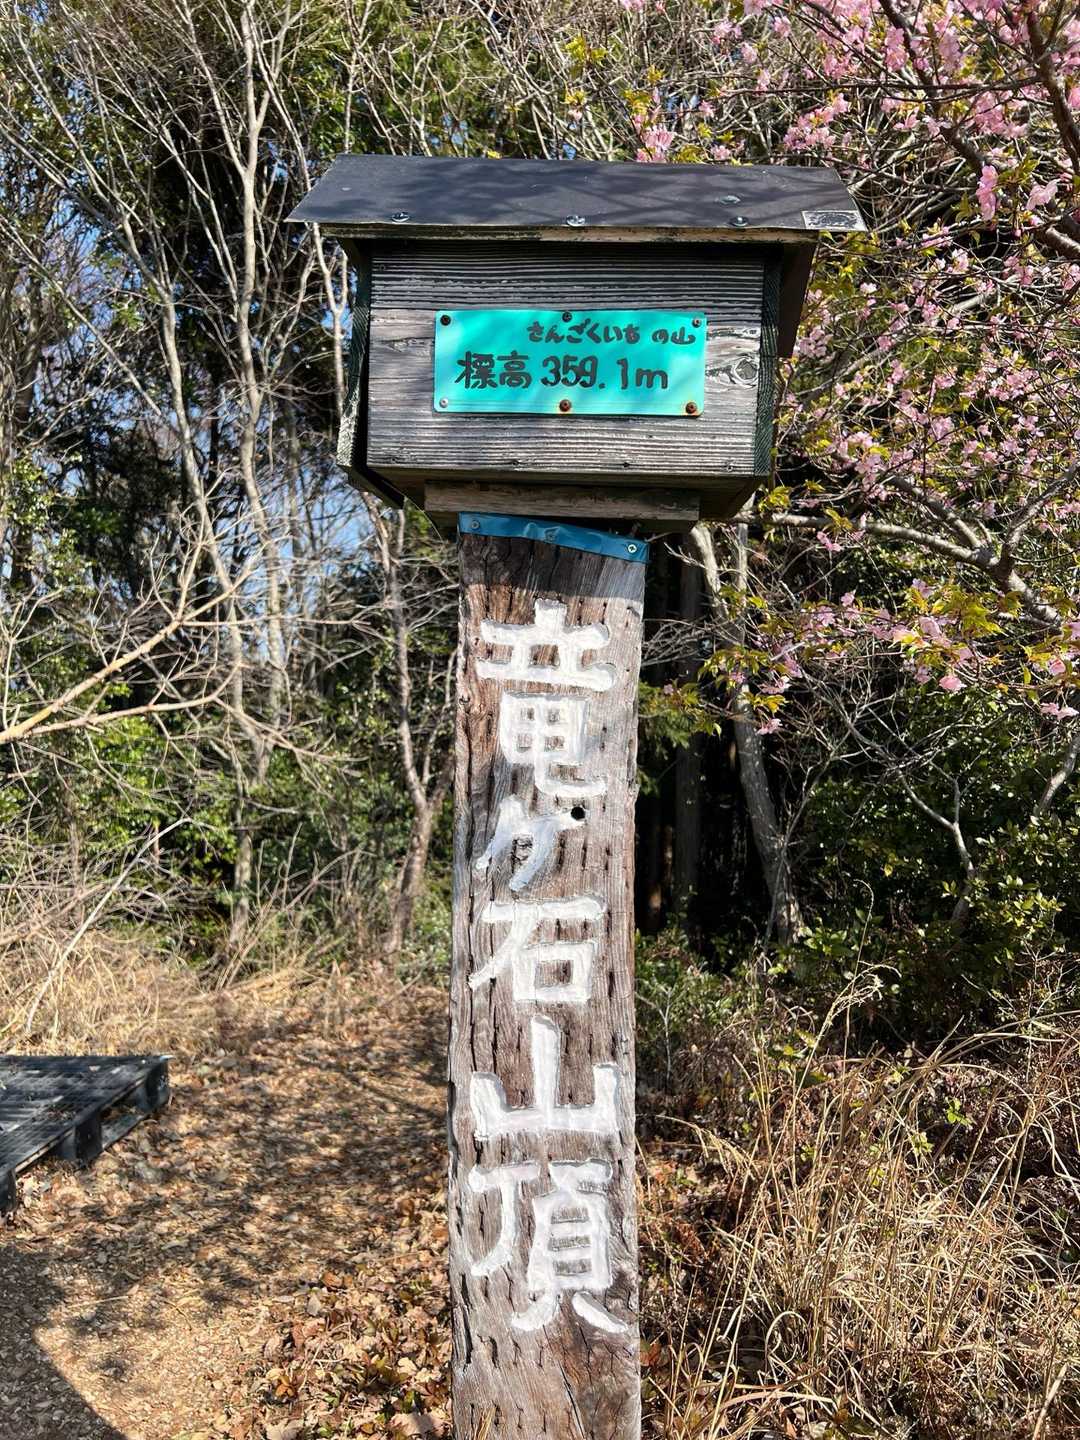 さんごくいち の山
標高 359.1m
竜ヶ石山頂